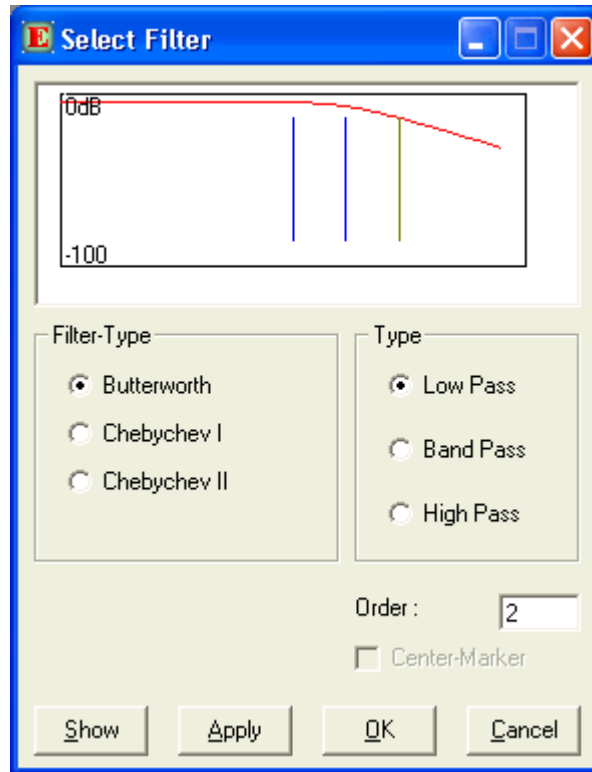 E Select Filter
0dB
-100
Filter-Type
Butterworth
Chebychev I
Chebychev II
Type
Low Pass
Band Pass
High Pass
Order :
2
Center-Marker
Show
Apply
OK
Cancel